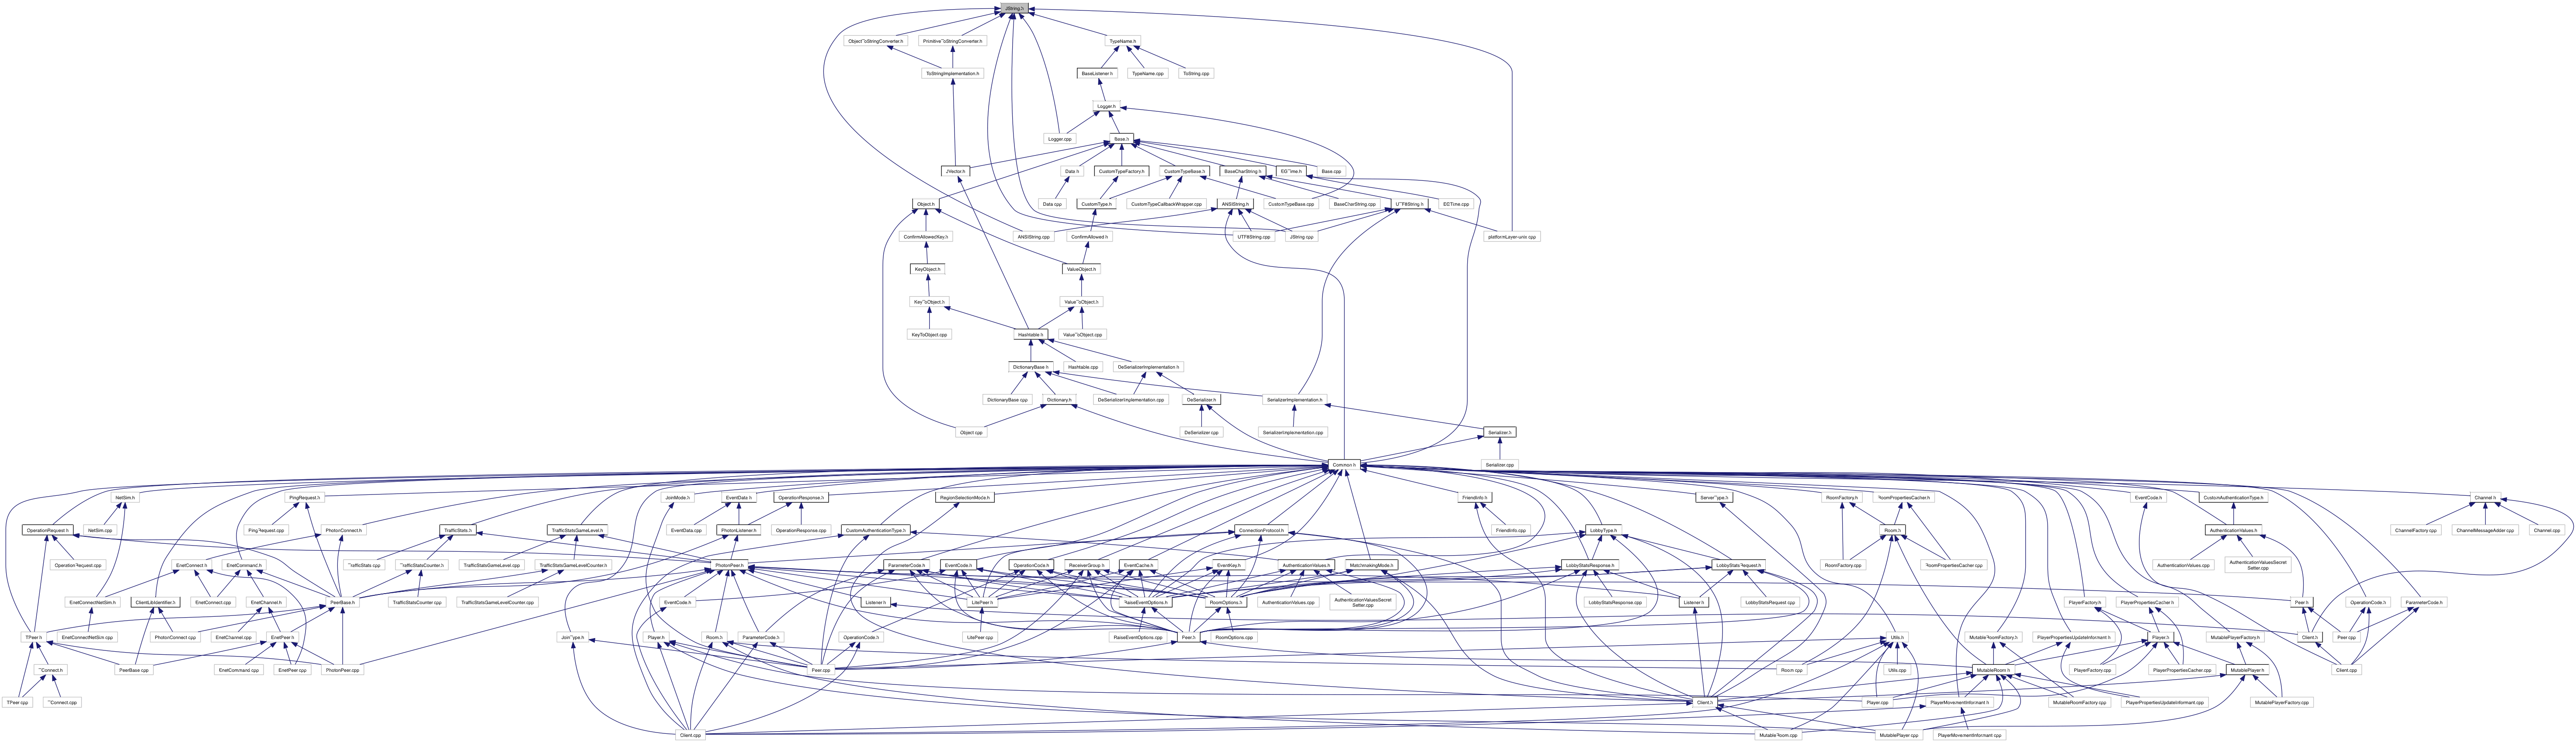 JString.h
ObjectToStringConverter.h
PrimitiveToStringConverter.h
TypeName.h
ToStringImplementation.h
BaseListener.h
TypeName.cpp
ToString.cpp
Logger.h
Logger.cpp
Base.h
JVector.h
Data.h
CustomTypeFactory.h
CustomTypeBase.h
BaseCharString.h
EGTime.h
Base.cpp
Object.h
Data.cpp
CustomType.h
CustomTypeCallbackWrapper.cpp
ANSIString.h
CustomTypeBase.cpp
BaseCharString.cpp
UTF8String.h
EGTime.cpp
ConfirmAllowedKey.h
ANSIString.cpp
ConfirmAllowed.h
UTF8String.cpp
JString.cpp
platformLayer-unix.cpp
KeyObject.h
ValueObject.h
KeyToObject.h
ValueToObject.h
KeyToObject.cpp
Hashtable.h
ValueToObject.cpp
DictionaryBase.h
Hashtable.cpp
DeSerializerImplementation.h
DictionaryBase.cpp
Dictionary.h
DeSerializerImplementation.cpp
DeSerializer.h
SerializerImplementation.h
Object.cpp
DeSerializer.cpp
SerializerImplementation.cpp
Serializer.h
Common.h
Serializer.cpp
NetSim.h
PingRequest.h
JoinMode.h
EventData.h
OperationResponse.h
RegionSelectionMode.h
FriendInfo.h
ServerType.h
RoomFactory.h
RoomPropertiesCacher.h
EventCode.h
CustomAuthenticationType.h
Channel.h
OperationRequest.h
NetSim.cpp
PingRequest.cpp
PhotonConnect.h
TrafficStats.h
TrafficStatsGameLevel.h
EventData.cpp
PhotonListener.h
OperationResponse.cpp
CustomAuthenticationType.h
ConnectionProtocol.h
FriendInfo.cpp
LobbyType.h
Room.h
AuthenticationValues.h
ChannelFactory.cpp
ChannelMessageAdder.cpp
Channel.cpp
OperationRequest.cpp
EnetConnect.h
EnetCommand.h
TrafficStats.cpp
TrafficStatsCounter.h
TrafficStatsGameLevel.cpp
TrafficStatsGameLevelCounter.h
PhotonPeer.h
ParameterCode.h
EventCode.h
OperationCode.h
ReceiverGroup.h
EventCache.h
EventKey.h
AuthenticationValues.h
MatchmakingMode.h
LobbyStatsResponse.h
LobbyStatsRequest.h
RoomFactory.cpp
RoomPropertiesCacher.cpp
AuthenticationValues.cpp
AuthenticationValuesSecret
Setter.cpp
EnetConnectNetSim.h
ClientLibIdentifier.h
EnetConnect.cpp
EnetChannel.h
PeerBase.h
TrafficStatsCounter.cpp
TrafficStatsGameLevelCounter.cpp
EventCode.h
Listener.h
LitePeer.h
RaiseEventOptions.h
RoomOptions.h
AuthenticationValues.cpp
AuthenticationValuesSecret
Setter.cpp
LobbyStatsResponse.cpp
Listener.h
LobbyStatsRequest.cpp
PlayerFactory.h
PlayerPropertiesCacher.h
Peer.h
OperationCode.h
ParameterCode.h
TPeer.h
EnetConnectNetSim.cpp
PhotonConnect.cpp
EnetChannel.cpp
EnetPeer.h
JoinType.h
Player.h
Room.h
ParameterCode.h
OperationCode.h
LitePeer.cpp
RaiseEventOptions.cpp
Peer.h
RoomOptions.cpp
Utils.h
MutableRoomFactory.h
PlayerPropertiesUpdateInformant.h
Player.h
MutablePlayerFactory.h
Client.h
Peer.cpp
TConnect.h
PeerBase.cpp
EnetCommand.cpp
EnetPeer.cpp
PhotonPeer.cpp
Peer.cpp
Room.cpp
Utils.cpp
MutableRoom.h
PlayerFactory.cpp
PlayerPropertiesCacher.cpp
MutablePlayer.h
Client.cpp
TPeer.cpp
TConnect.cpp
Client.h
Player.cpp
PlayerMovementInformant.h
MutableRoomFactory.cpp
PlayerPropertiesUpdateInformant.cpp
MutablePlayerFactory.cpp
Client.cpp
MutableRoom.cpp
MutablePlayer.cpp
PlayerMovementInformant.cpp